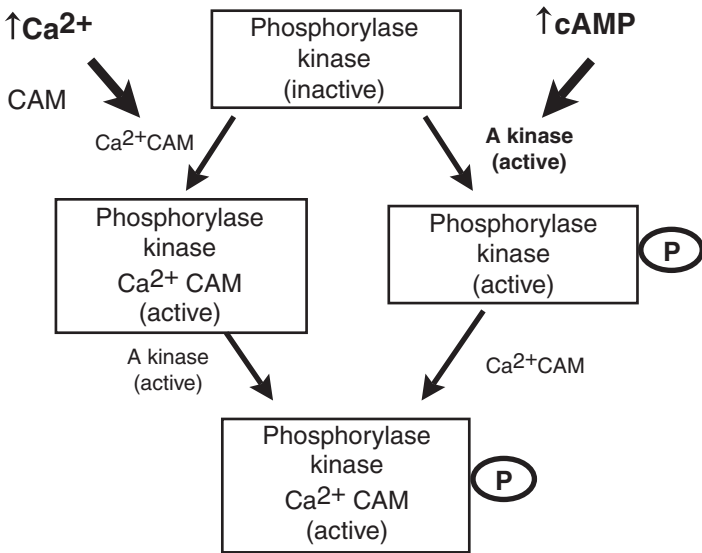 ↑Ca2+
CAM
Ca2+CAM
Phosphorylase
kinase
(inactive)
↑cAMP
A kinase
(active)
Phosphorylase
kinase
Ca2+ CAM
(active)
Phosphorylase
kinase
(active)
P
A kinase
(active)
Ca2+CAM
Phosphorylase
kinase
Ca2+ CAM
(active)
P